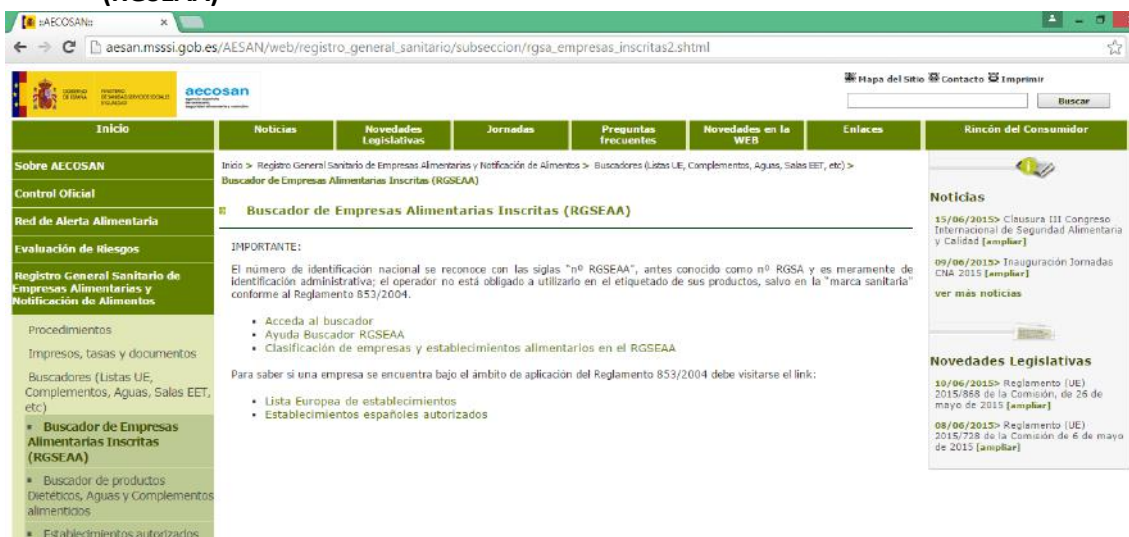 (RGSEAA)
::AECOSAN::
aesan.msssi.gob.es/AESAN/web/registro_general_sanitario/subseccion/rgsa_empresas_inscritas2.shtml
Mapa del Sitio Contacto Imprimir
aecosan
Buscar
Inicio
Noticias
Novedades
Legislativas
Jornadas
Preguntas
frecuentes
Novedades en la
WEB
Enlaces
Rincón del Consumidor
Sobre AECOSAN
Control Oficial
Red de Alerta Alimentaria
Evaluación de Riesgos
Registro General Sanitario de
Empresas Alimentarias y
Notificación de Alimentos
Procedimientos
Impresos, tasas y documentos
Buscadores (Listas UE,
Complementos, Aguas, Salas EET,
etc)
Buscador de Empresas
Alimentarias Inscritas
(RGSEAA)
Buscador de productos
Dietéticos, Aguas y Complementos
alimenticios
Establecimientos autorizados
Inicio > Registro General Sanitario de Empresas Alimentarias y Notificación de Alimentos > Buscadores (Listas UE, Complementos, Aguas, Salas EET, etc) >
Buscador de Empresas Alimentarias Inscritas (RGSEAA)
Buscador de Empresas Alimentarias Inscritas (RGSEAA)
IMPORTANTE:
El número de identificación nacional se reconoce con las siglas "nº RGSEAA", antes conocido como nº RGSA y es meramente de
identificación administrativa; el operador no está obligado a utilizarlo en el etiquetado de sus productos, salvo en la "marca sanitaria"
conforme al Reglamento 853/2004.
• Acceda al buscador
• Ayuda Buscador RGSEAA
• Clasificación de empresas y establecimientos alimentarios en el RGSEAA
Para saber si una empresa se encuentra bajo el ámbito de aplicación del Reglamento 853/2004 debe visitarse el link:
• Lista Europea de establecimientos
• Establecimientos españoles autorizados
Noticias
15/06/2015> Clausura III Congreso
Internacional de Seguridad Alimentaria
y Calidad [ampliar]
09/06/2015> Inauguración Jornadas
CNA 2015 [ampliar]
ver más noticias
Novedades Legislativas
10/06/2015> Reglamento (UE)
2015/868 de la Comisión, de 26 de
mayo de 2015 [ampliar]
08/06/2015> Reglamento (UE)
2015/728 de la Comisión de 6 de mayo
de 2015 [ampliar]